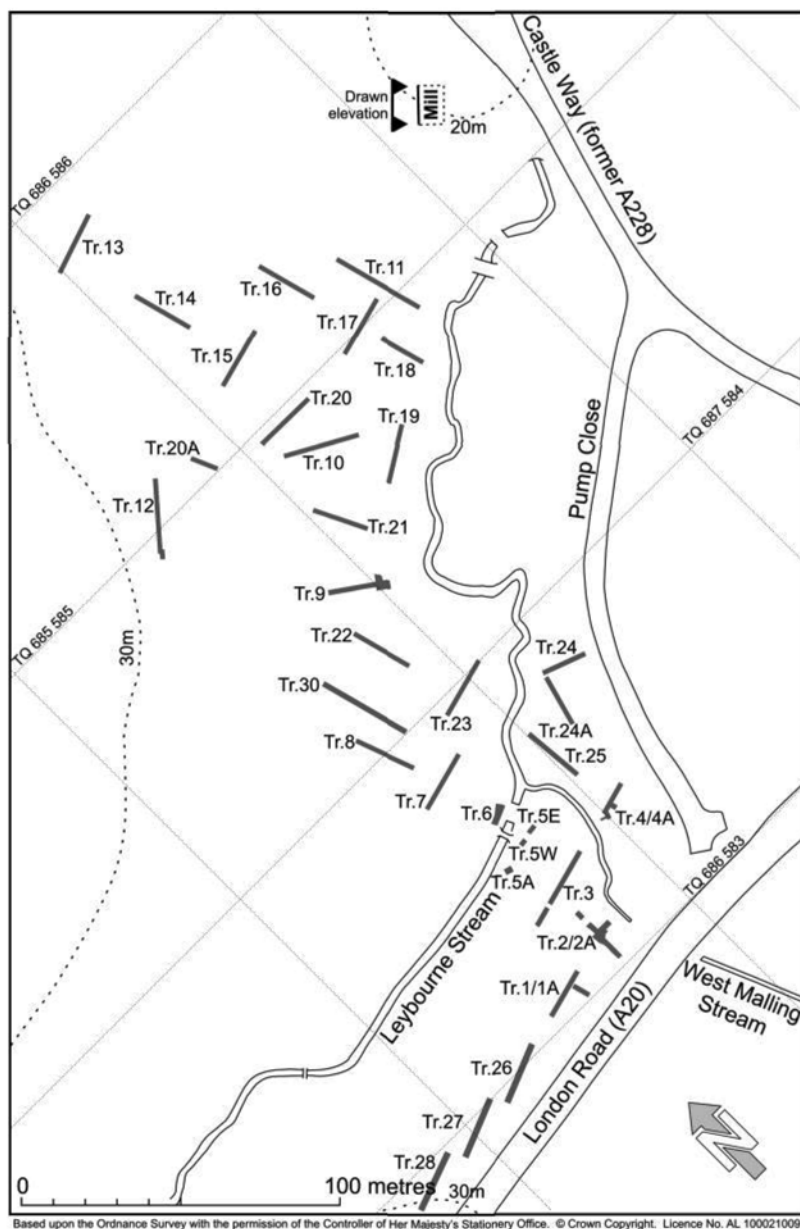 Castle Way (former A228)
Drawn
elevation
Mill
20m
TQ 686 586
Tr.13
Tr.11
Tr.16
Tr.14
Tr.17
Tr.15
Tr.18
TQ 687 584
Tr.20
Pump Close
Tr.19
Tr.20A
Tr.10
Tr.12
Tr.21
Tr.9
TQ 685 585
30m
Tr.22
Tr.24
Tr.30
Tr.23
Tr.24A
Tr.8
Tr.25
Tr.7
Tr.6
Tr.5E
Tr.4/4A
Tr.5W
TQ 686 583
Tr.5A
Tr.3
Leybourne Stream
Tr.2/2A
Tr.1/1A
West Malling
Stream
London Road (A20)
Tr.26
Tr.27
N
Tr.28
0 100 metres
30m
Based upon the Ordnance Survey with the permission of the Controller of Her Majesty's Stationery Office. © Crown Copyright. Licence No. AL 100021009